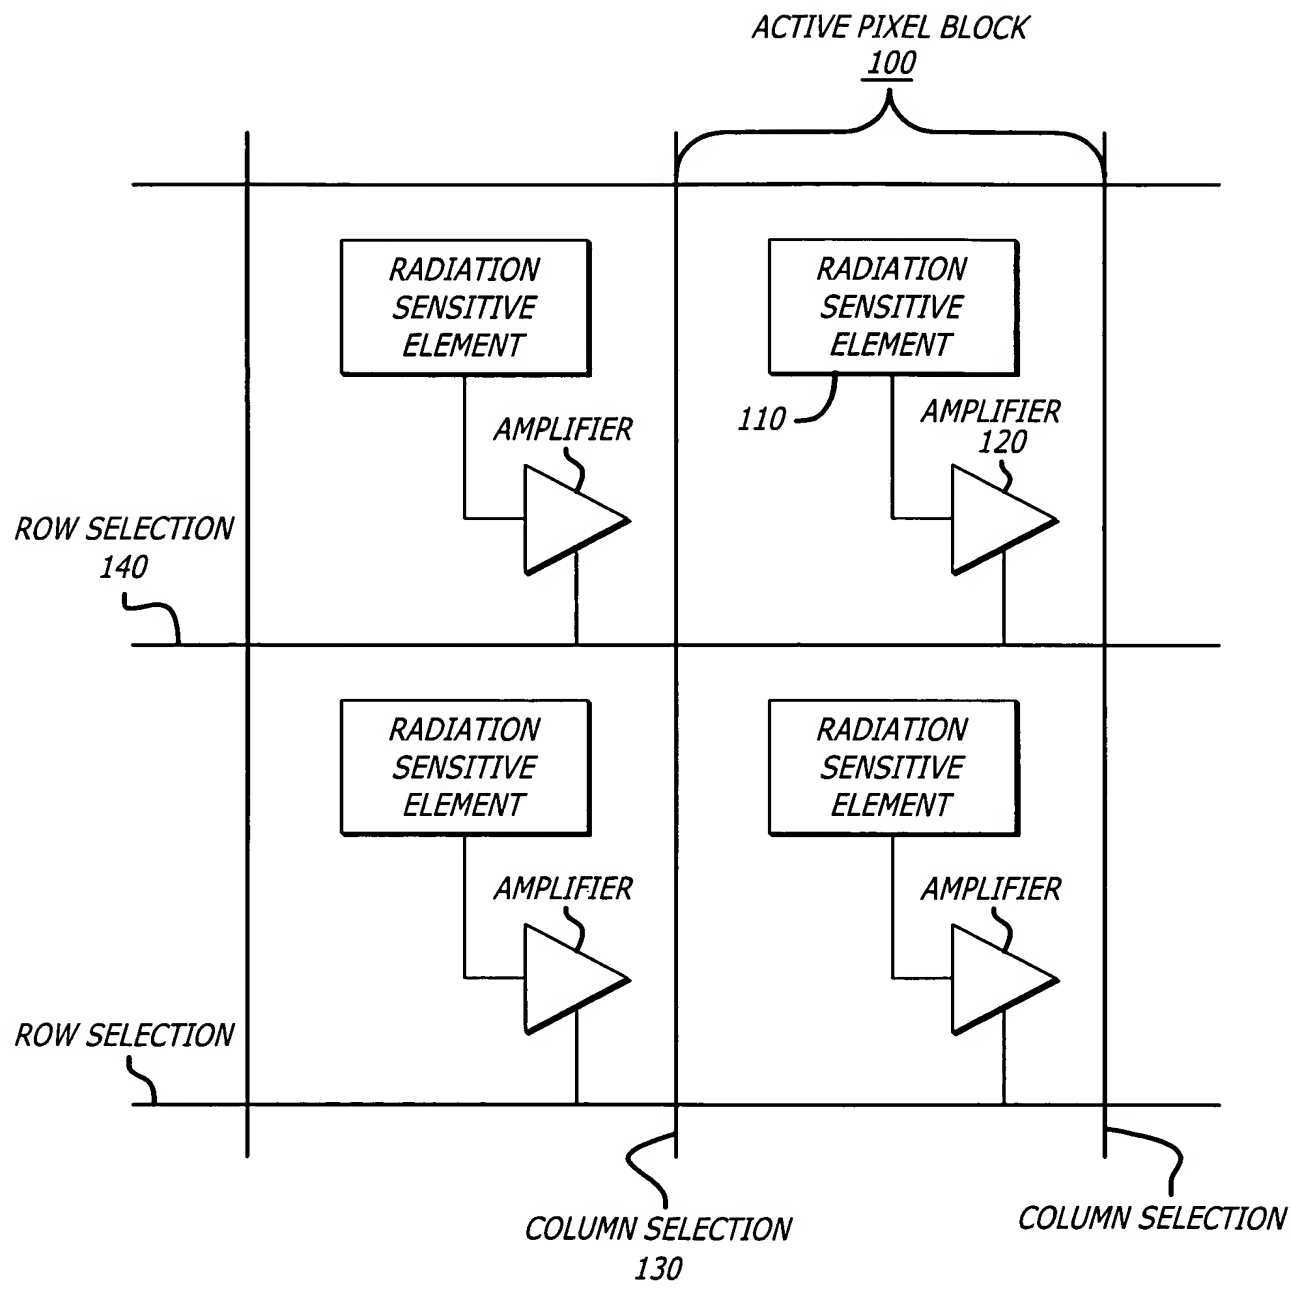 ACTIVE PIXEL BLOCK
100
RADIATION
SENSITIVE
ELEMENT
RADIATION
SENSITIVE
ELEMENT
110
AMPLIFIER
AMPLIFIER
120
ROW SELECTION
140
RADIATION
SENSITIVE
ELEMENT
RADIATION
SENSITIVE
ELEMENT
AMPLIFIER
AMPLIFIER
ROW SELECTION
COLUMN SELECTION
130
COLUMN SELECTION